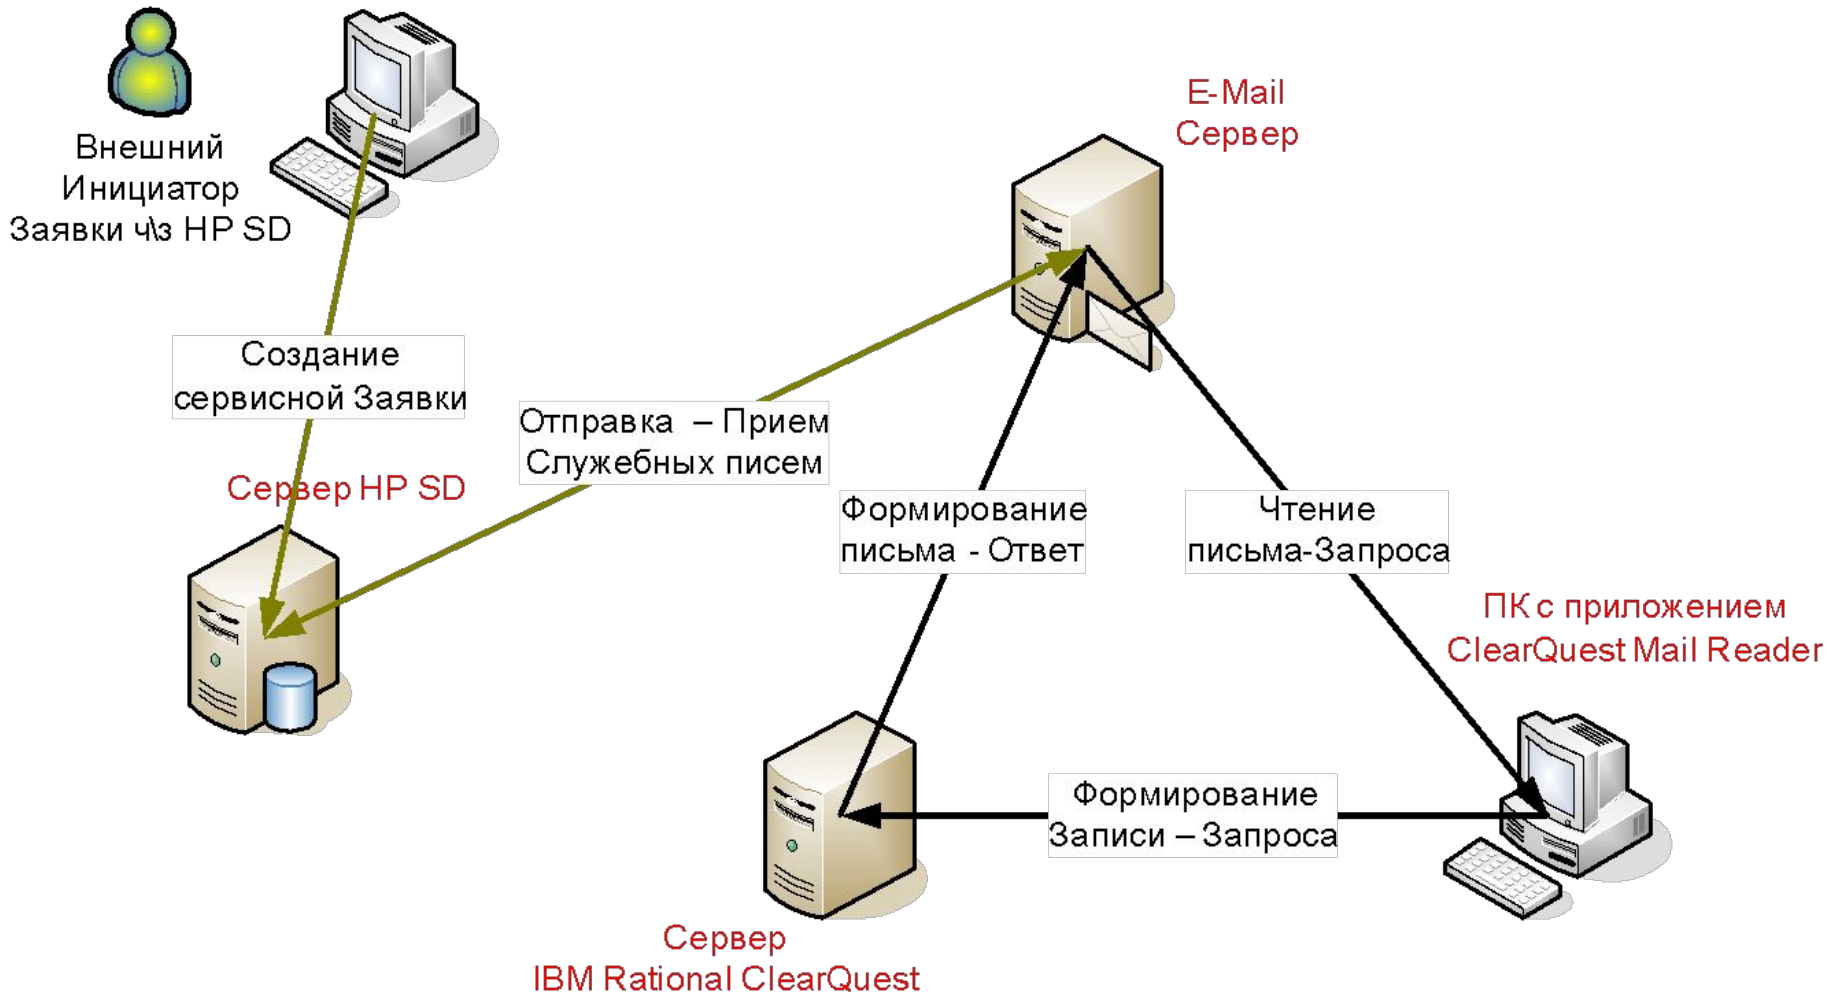 Внешний
Инициатор
Заявки ч\з HP SD
E-Mail
Сервер
Создание
сервисной Заявки
Отправка – Прием
Служебных писем
Сервер HP SD
Формирование
письма - Ответ
Чтение
письма-Запроса
ПК с приложением
ClearQuest Mail Reader
Формирование
Записи – Запроса
Сервер
IBM Rational ClearQuest